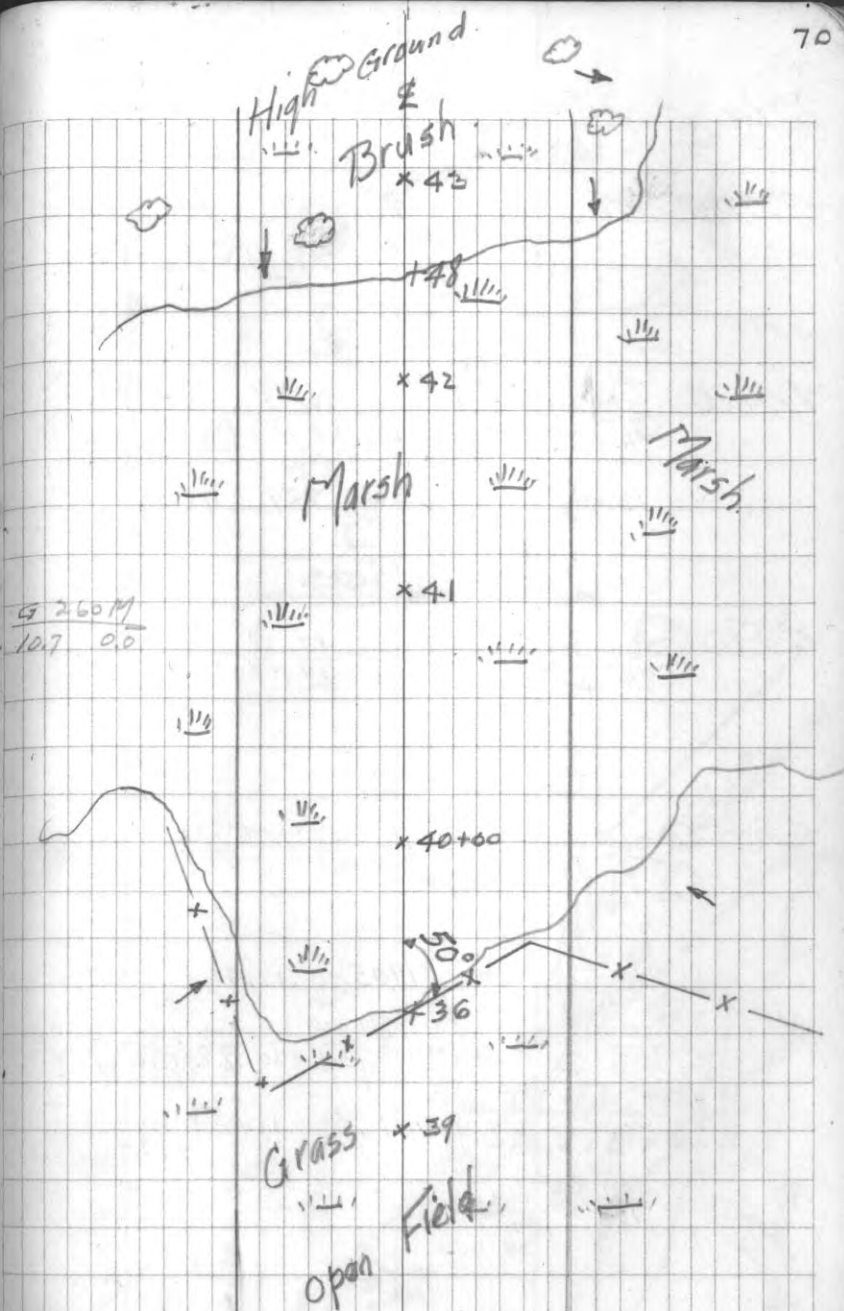 70
High Ground
℄
Brush
× 43
+48
× 42
Marsh
Marsh.
× 41
G 260 M
10.7 0.0
× 40+00
50°
+36
Grass
× 39
Open Field